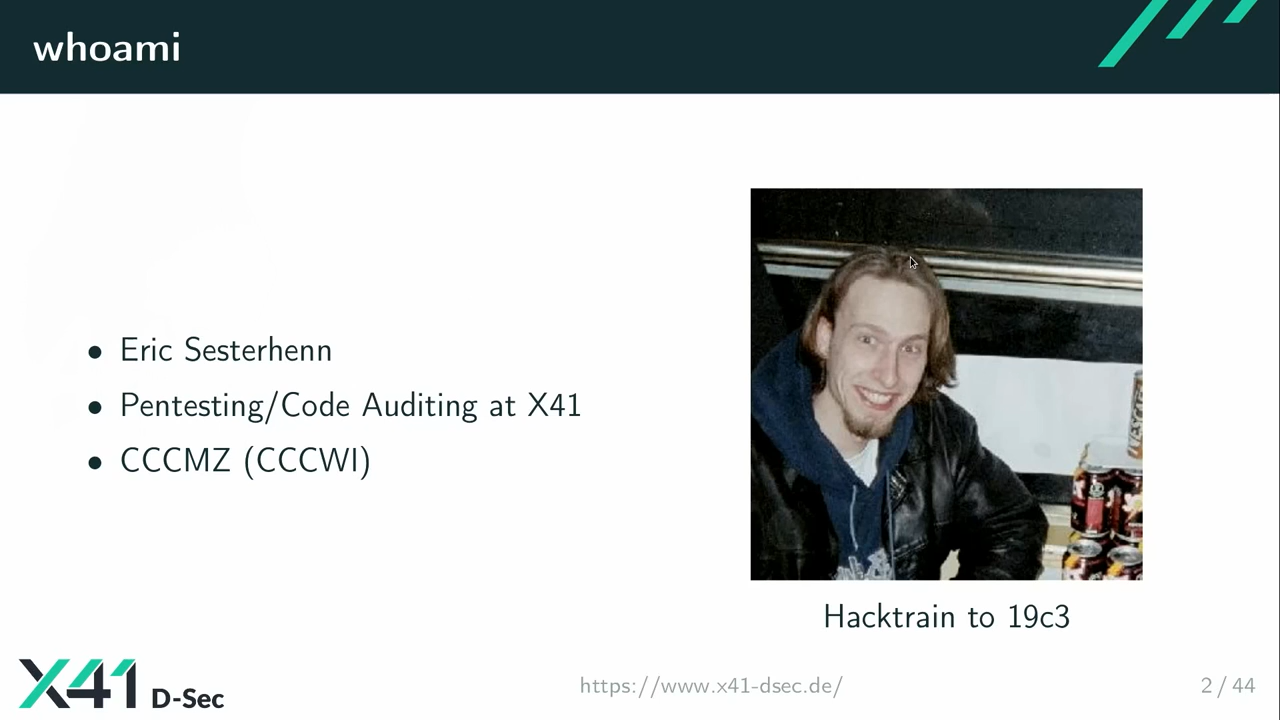 whoami
• Eric Sesterhenn
• Pentesting/Code Auditing at X41
• CCCMZ (CCCWI)
Hacktrain to 19c3
X41 D-Sec
https://www.x41-dsec.de/
2 / 44